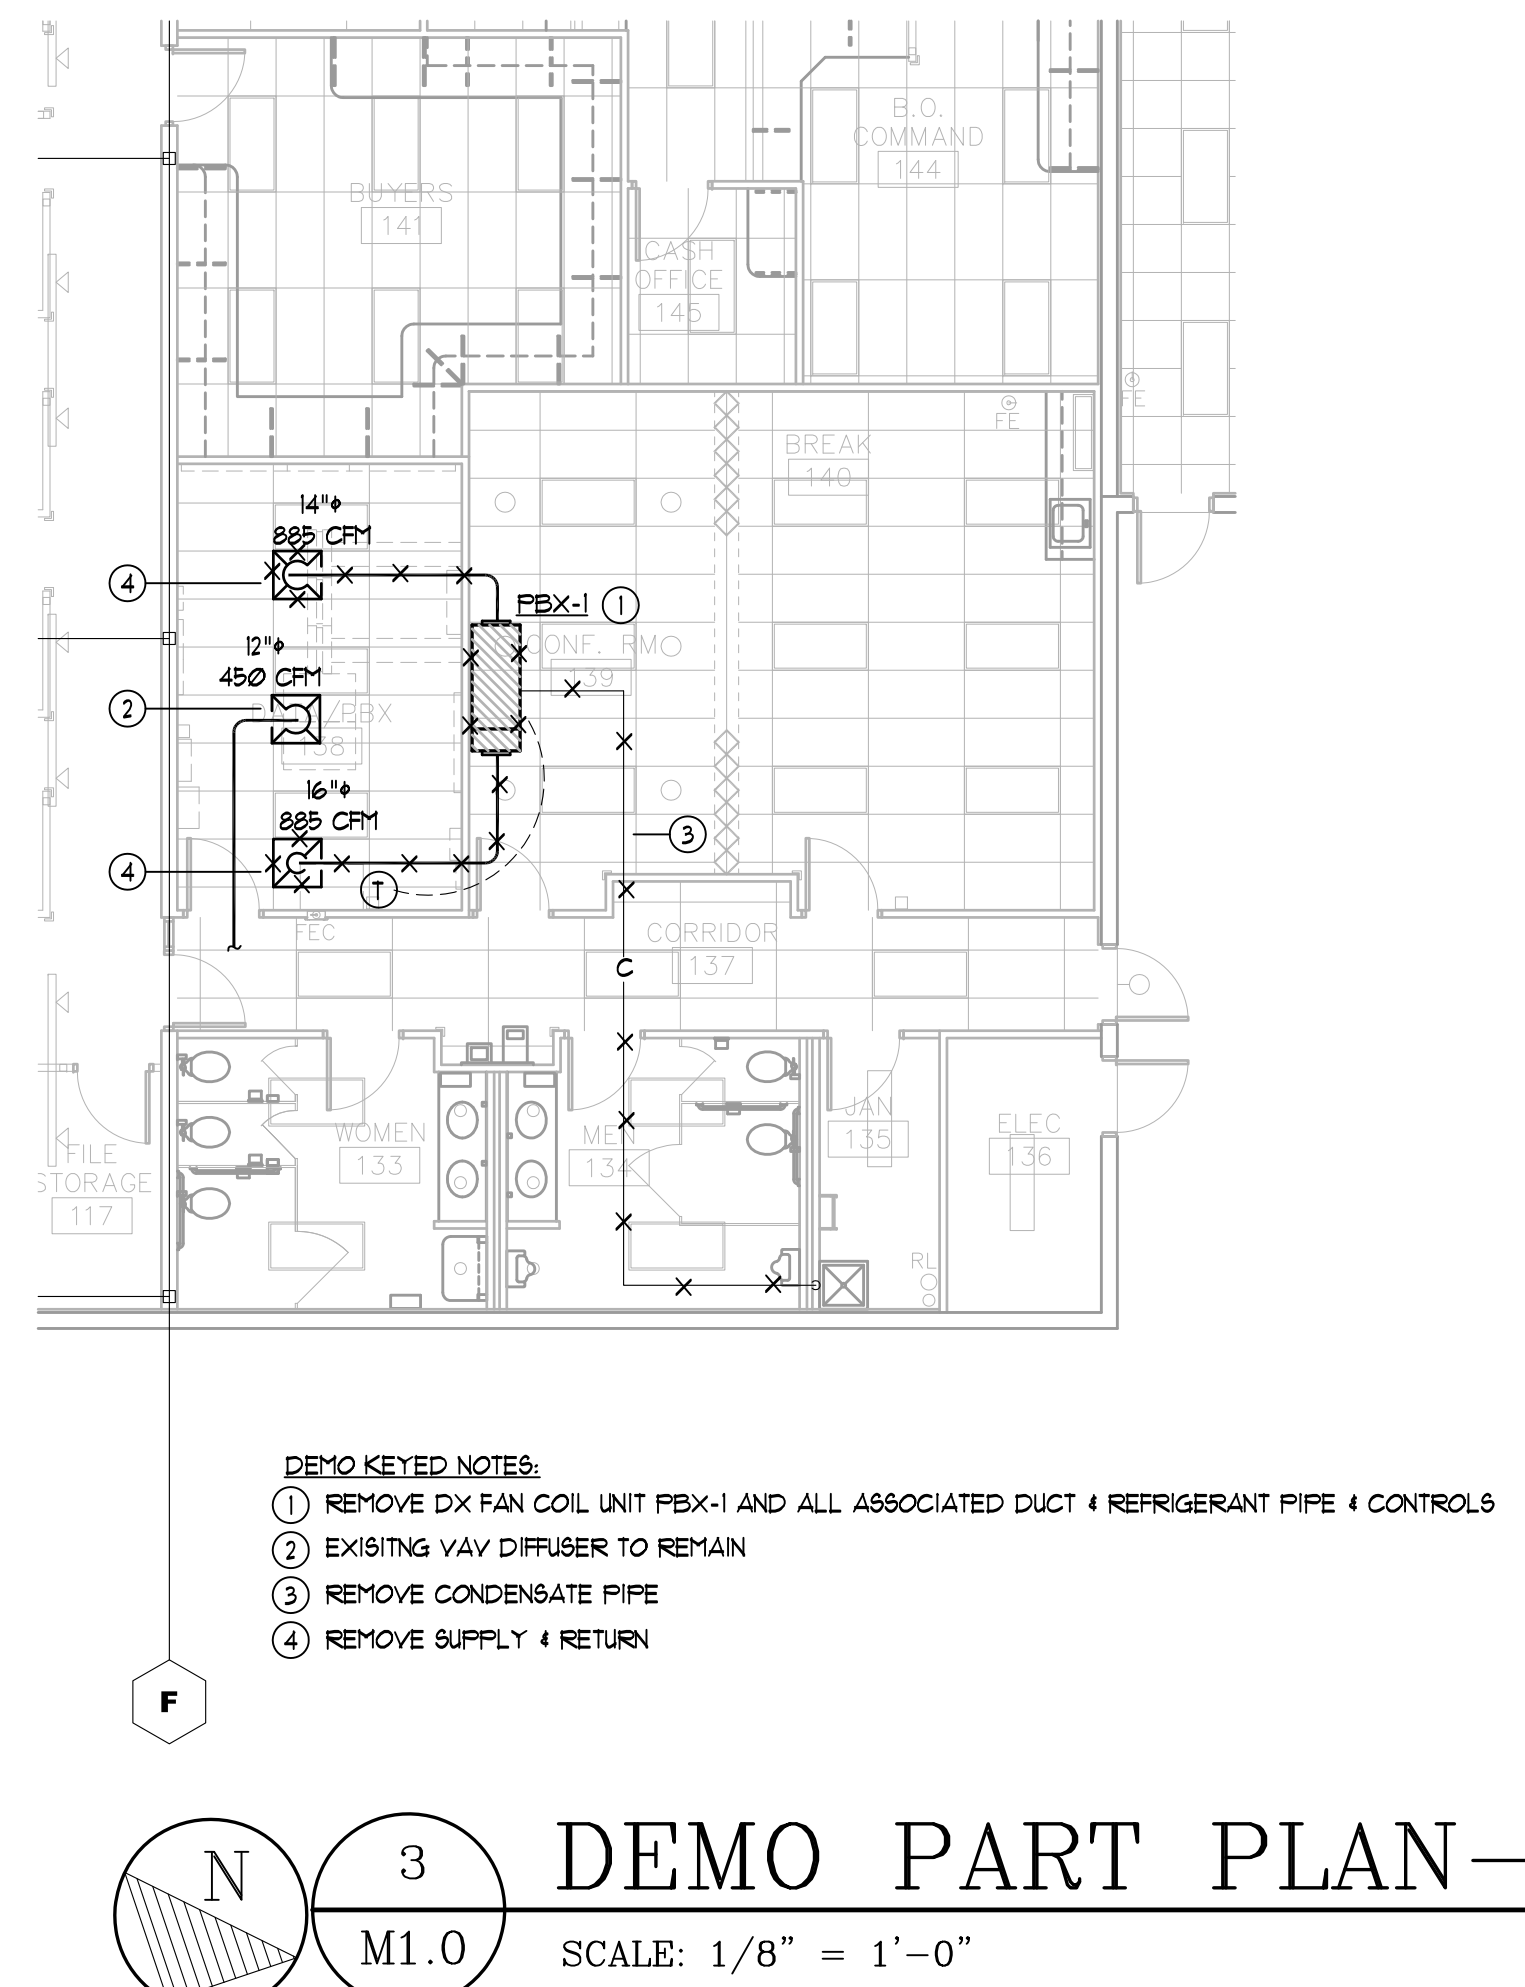 B.O.
COMMAND
144
BUYERS
141
CASH
OFFICE
145
FE
FE
BREAK
140
14"φ
885 CFM
4
PBX-1 1
12"φ
450 CFM
CONF. RM
139
2
DATA/PBX
138
16"φ
885 CFM
3
4
T
FEC
CORRIDOR
137
C
JAN
135
WOMEN
133
MEN
134
ELEC
136
FILE
STORAGE
117
RL
DEMO KEYED NOTES:
1 REMOVE DX FAN COIL UNIT PBX-1 AND ALL ASSOCIATED DUCT & REFRIGERANT PIPE & CONTROLS
2 EXISITNG VAV DIFFUSER TO REMAIN
3 REMOVE CONDENSATE PIPE
4 REMOVE SUPPLY & RETURN
F
N
3
M1.0
DEMO PART PLAN-
SCALE: 1/8" = 1'-0"